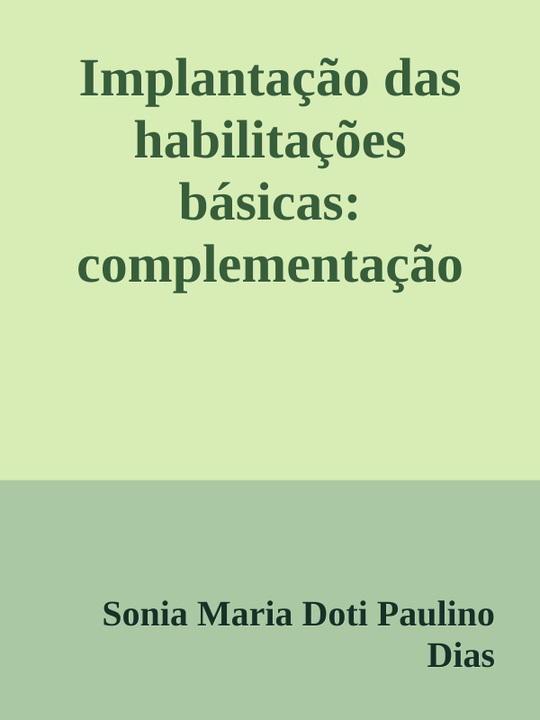 Implantação das
habilitações
básicas:
complementação
Sonia Maria Doti Paulino
Dias